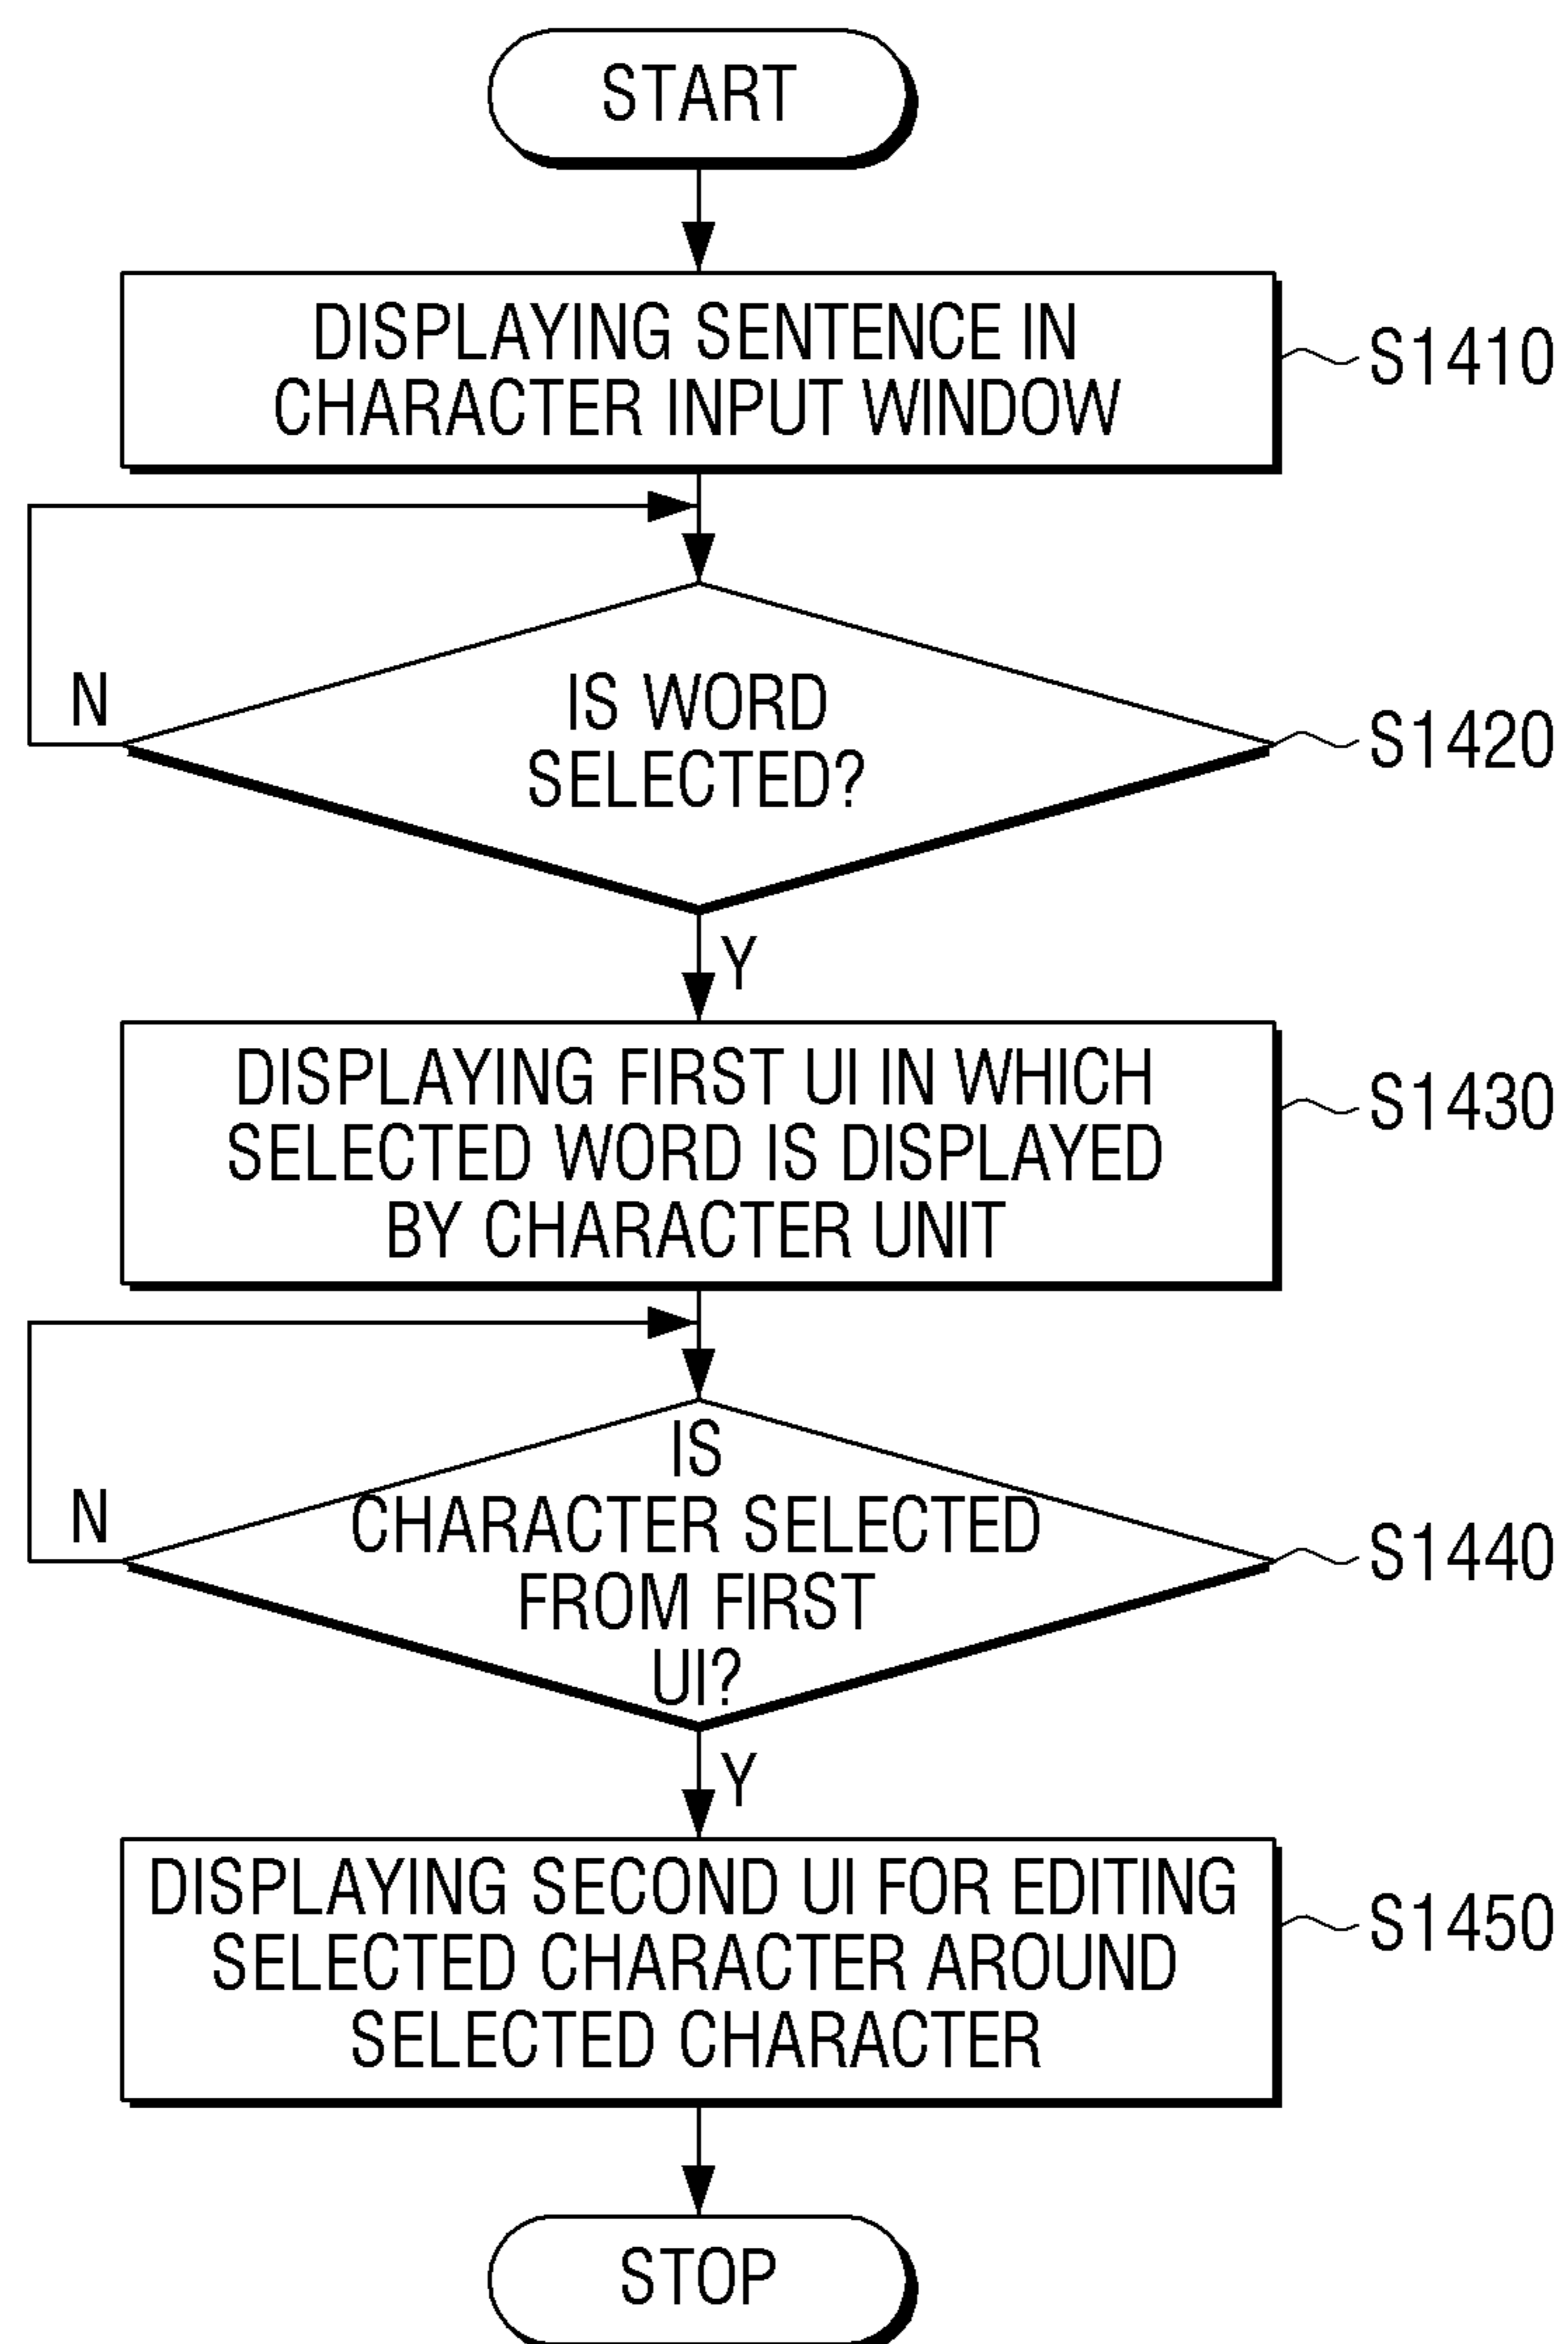 START
DISPLAYING SENTENCE IN
CHARACTER INPUT WINDOW
S1410
N
IS WORD
SELECTED?
S1420
Y
DISPLAYING FIRST UI IN WHICH
SELECTED WORD IS DISPLAYED
BY CHARACTER UNIT
S1430
N
IS
CHARACTER SELECTED
FROM FIRST
UI?
S1440
Y
DISPLAYING SECOND UI FOR EDITING
SELECTED CHARACTER AROUND
SELECTED CHARACTER
S1450
STOP